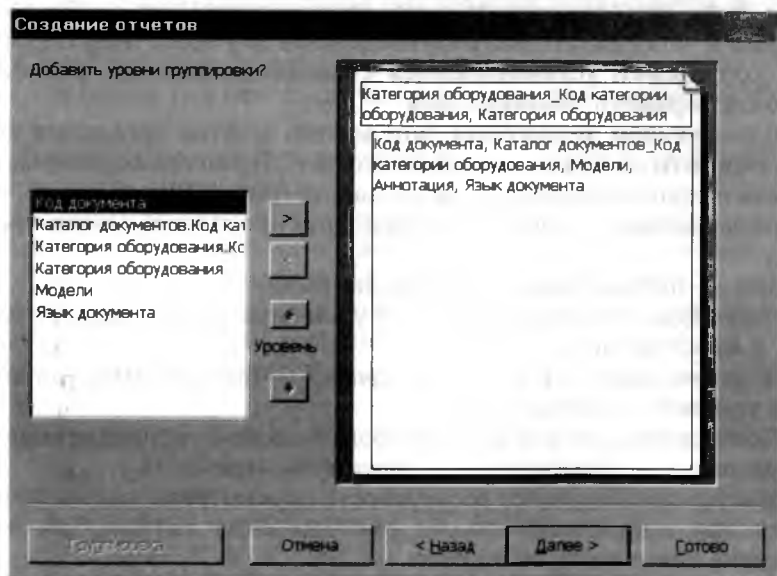 Создание отчетов
Добавить уровни группировки?
Код документа
Каталог документов.Код кат
Категория оборудования.Кс
Категория оборудования
Модели
Язык документа
>
Уровень
Категория оборудования_Код категории
оборудования, Категория оборудования
Код документа, Каталог документов_Код
категории оборудования, Модели,
Аннотация, Язык документа
Группировка
Отмена
< Назад
Далее >
Готово